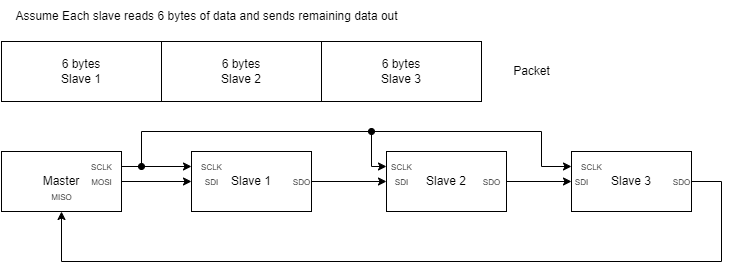 Assume Each slave reads 6 bytes of data and sends remaining data out
6 bytes
Slave 1
6 bytes
Slave 2
6 bytes
Slave 3
Packet
SCLK
Master
MOSI
MISO
SCLK
SDI
Slave 1
SDO
SCLK
SDI
Slave 2
SDO
SCLK
SDI
Slave 3
SDO